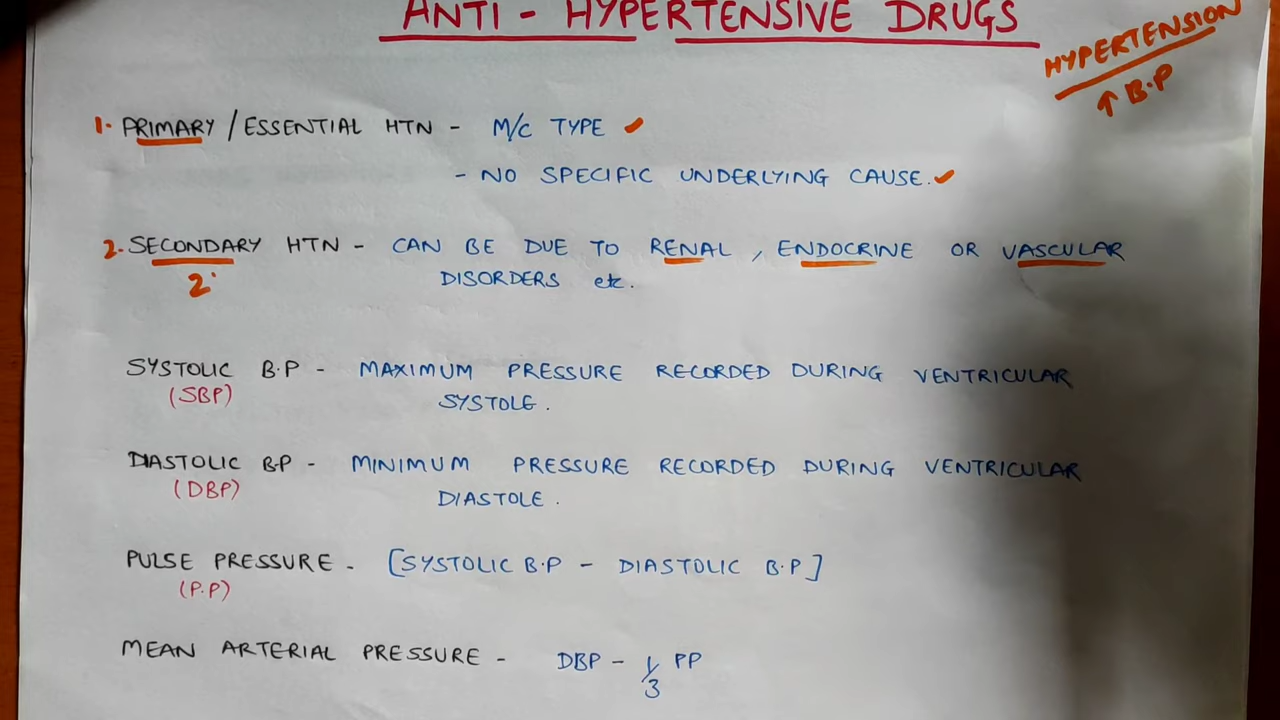 ANTI - HYPERTENSIVE DRUGS
HYPERTENSION
↑ B.P
1. PRIMARY / ESSENTIAL HTN - M/C TYPE ✓
- NO SPECIFIC UNDERLYING CAUSE. ✓
2. SECONDARY HTN - CAN BE DUE TO RENAL , ENDOCRINE OR VASCULAR
2°
DISORDERS etc.
SYSTOLIC B.P - MAXIMUM PRESSURE RECORDED DURING VENTRICULAR
(SBP) SYSTOLE.
DIASTOLIC B.P - MINIMUM PRESSURE RECORDED DURING VENTRICULAR
(DBP) DIASTOLE.
PULSE PRESSURE - [SYSTOLIC B.P - DIASTOLIC B.P]
(P.P)
MEAN ARTERIAL PRESSURE - DBP - 1/3 PP